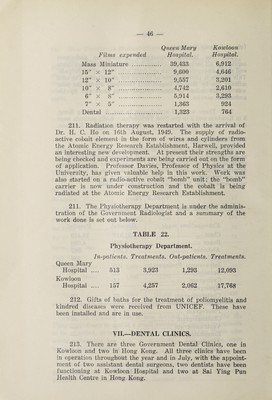 — 46 —
Queen Mary Kowloon
Films expended Hospital. Hospital.
Mass Miniature .............. 39,435 6,912
15" × 12" .................... 9,600 4,646
12" × 10" .................... 9,557 3,201
10" × 8" .................... 4,742 2,610
6" × 8" .................... 5,914 3,293
7" × 5" .................... 1,363 924
Dental .................... 1,323 764
211. Radiation therapy was restarted with the arrival of
Dr. H. C. Ho on 16th August, 1949. The supply of radio-
active cobalt element in the form of wires and cylinders from
the Atomic Energy Research Establishment, Harwell, provided
an interesting new development. At present their strengths are
being checked and experiments are being carried out on the form
of application. Professor Davies, Professor of Physics at the
University, has given valuable help in this work. Work was
also started on a radio-active cobalt "bomb" unit; the "bomb"
carrier is now under construction and the cobalt is being
radiated at the Atomic Energy Research Establishment.
211. The Physiotherapy Department is under the adminis-
tration of the Government Radiologist and a summary of the
work done is set out below.
TABLE 22.
Physiotherapy Department.
In-patients. Treatments. Out-patients. Treatments.
Queen Mary
Hospital .... 513 3,923 1,293 12,093
Kowloon
Hospital .... 157 4,257 2,062 17,768
212. Gifts of baths for the treatment of poliomyelitis and
kindred diseases were received from UNICEF. These have
been installed and are in use.
VII.—DENTAL CLINICS.
213. There are three Government Dental Clinics, one in
Kowloon and two in Hong Kong. All three clinics have been
in operation throughout the year and in July, with the appoint-
ment of two assistant dental surgeons, two dentists have been
functioning at Kowloon Hospital and two at Sai Ying Pun
Health Centre in Hong Kong.